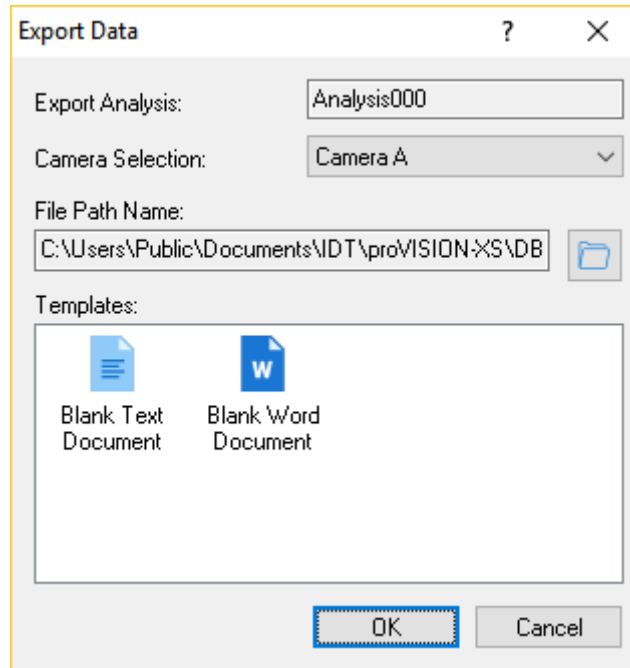 Export Data
Export Analysis: Analysis000
Camera Selection: Camera A
File Path Name:
C:\Users\Public\Documents\IDT\proVISION-XS\DB
Templates:
W
Blank Text Document
Blank Word Document
OK Cancel